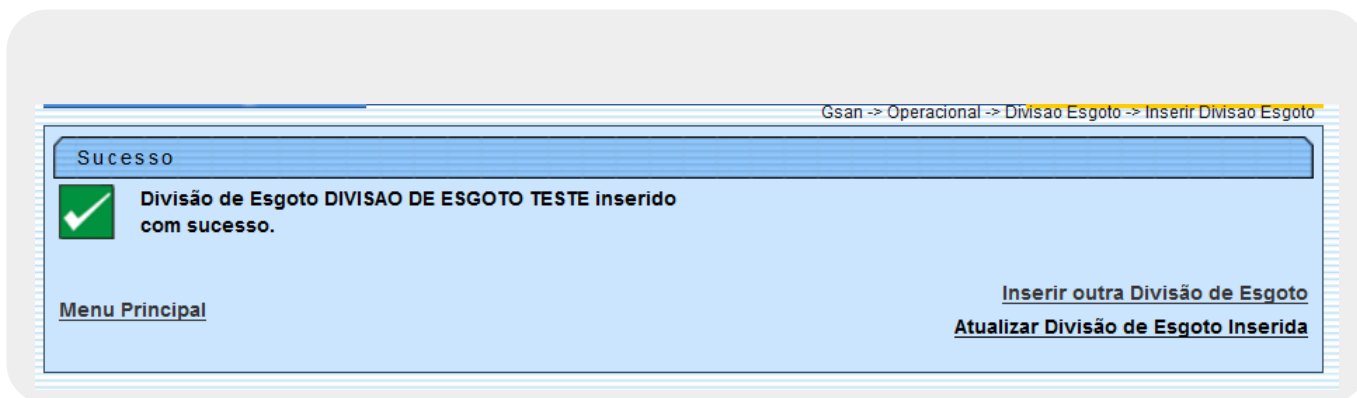 Gsan -> Operacional -> Divisao Esgoto -> Inserir Divisao Esgoto
Sucesso
Divisão de Esgoto DIVISAO DE ESGOTO TESTE inserido
com sucesso.
Inserir outra Divisão de Esgoto
Menu Principal
Atualizar Divisão de Esgoto Inserida